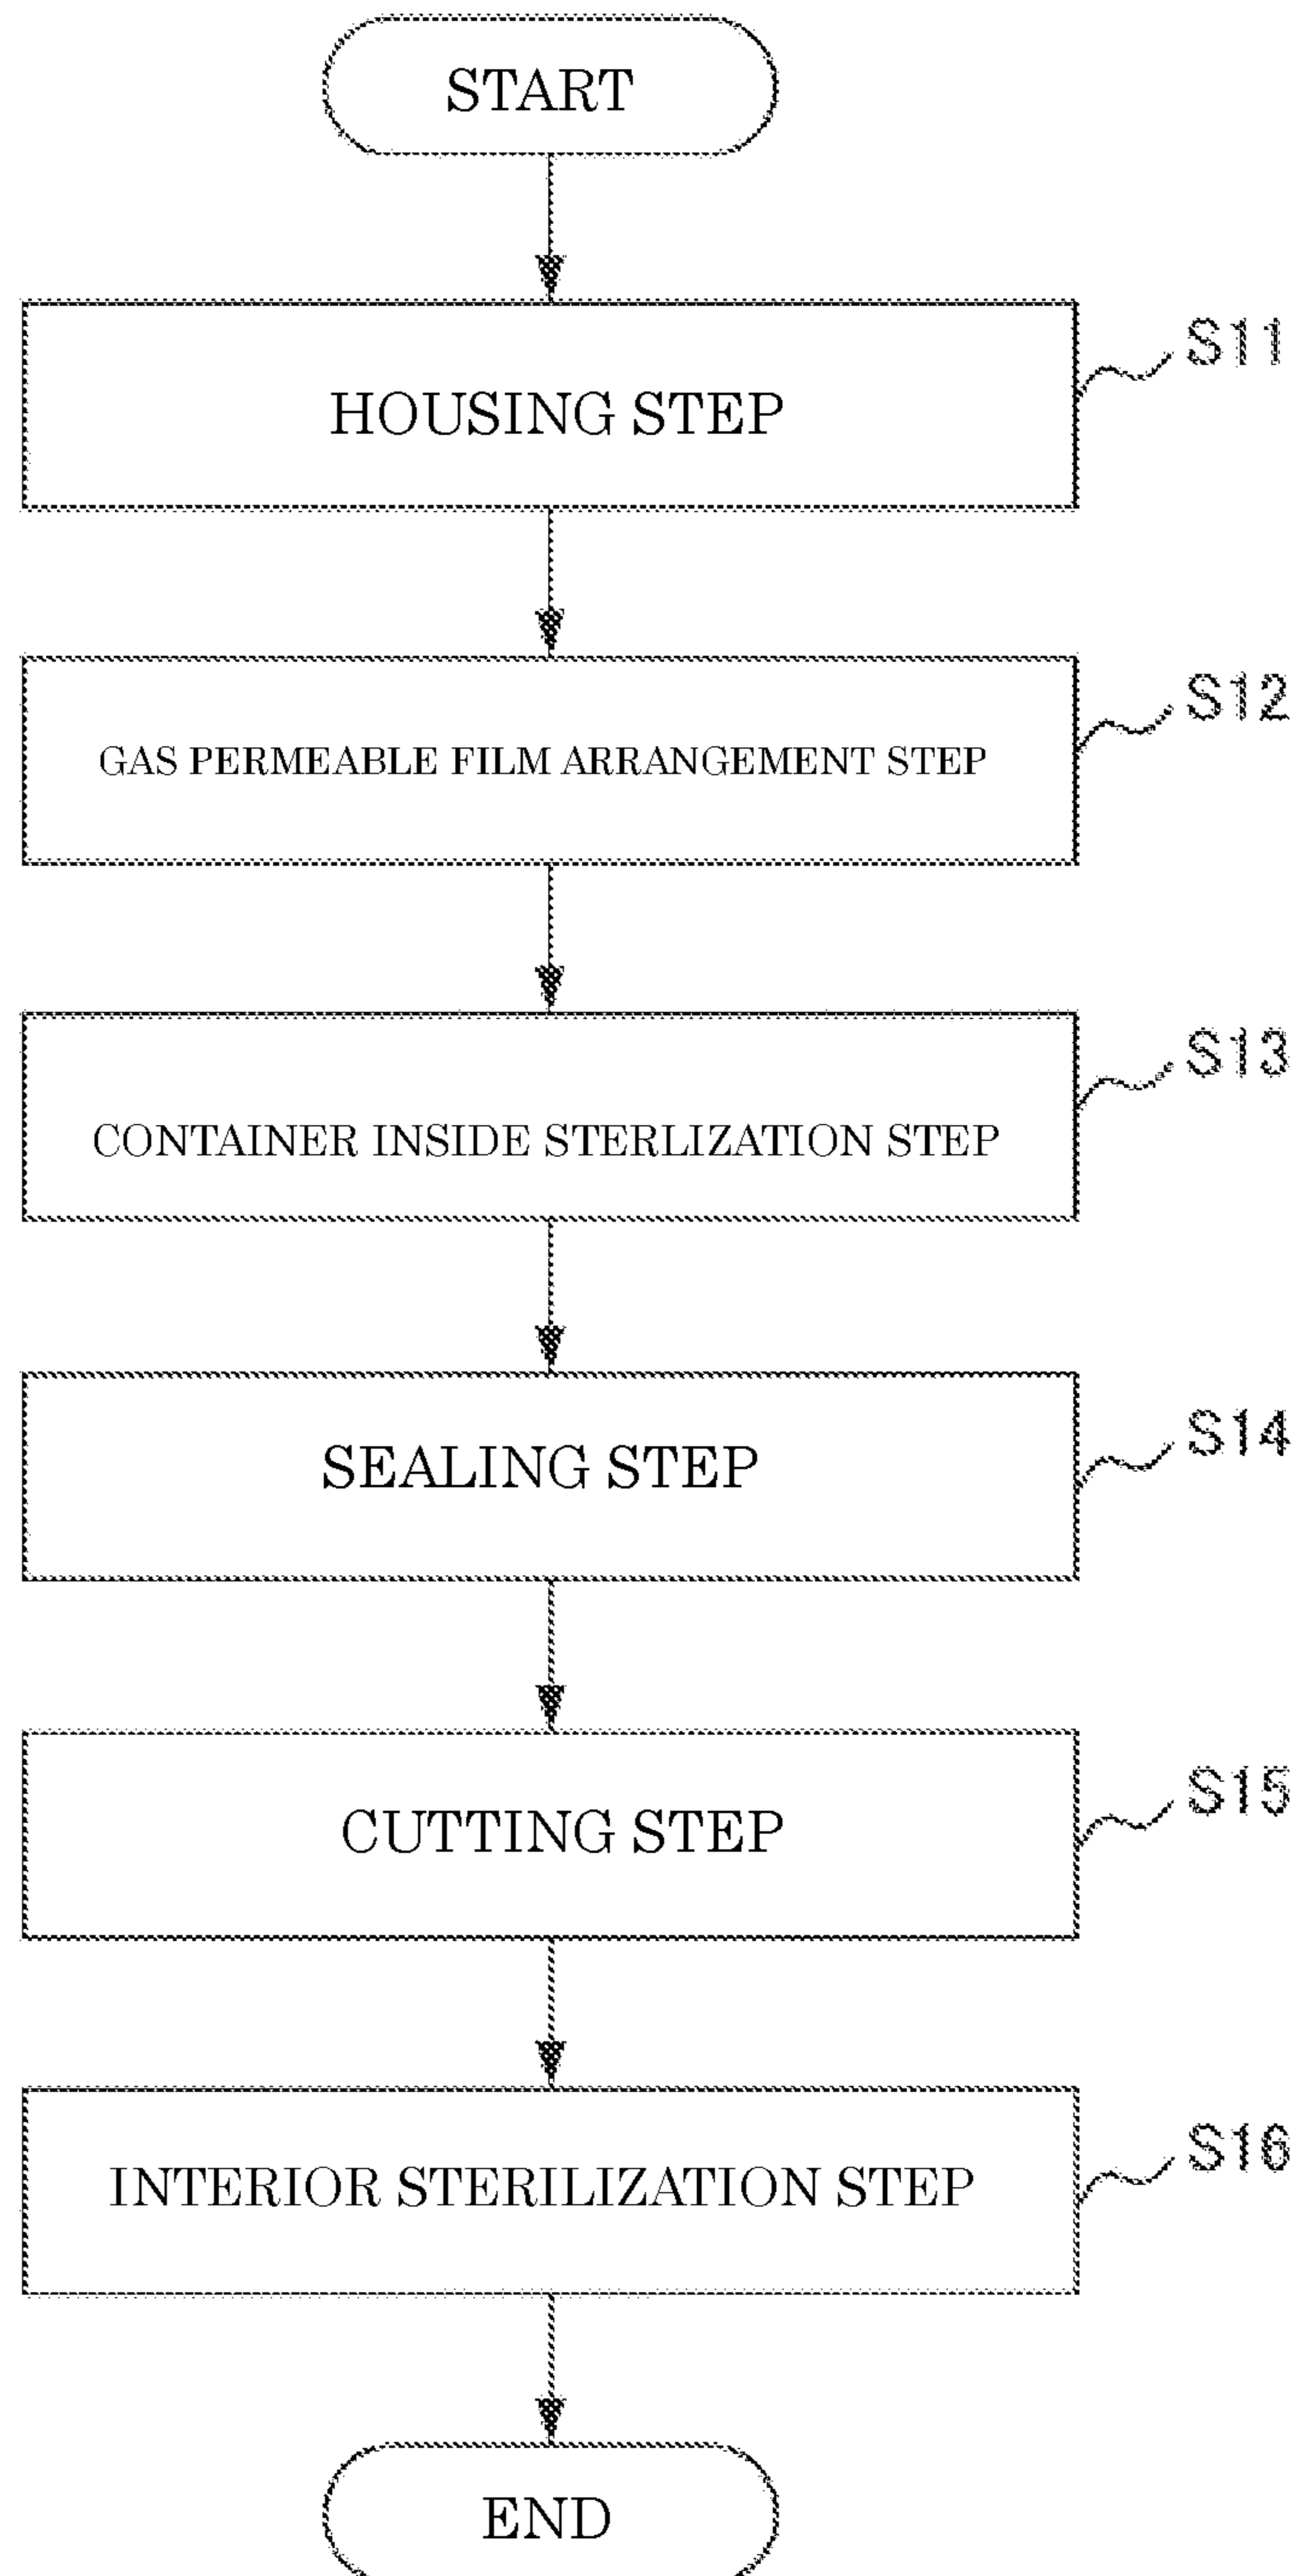 START
HOUSING STEP
S11
GAS PERMEABLE FILM ARRANGEMENT STEP
S12
CONTAINER INSIDE STERLIZATION STEP
S13
SEALING STEP
S14
CUTTING STEP
S15
INTERIOR STERILIZATION STEP
S16
END